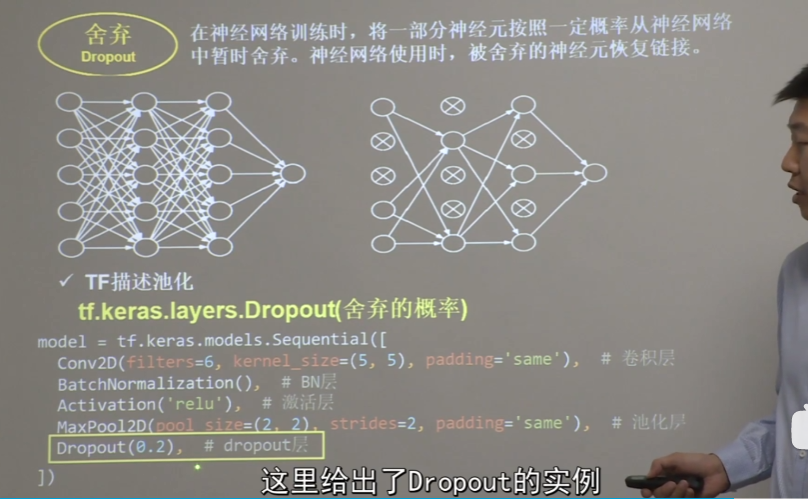 舍弃
Dropout
在神经网络训练时，将一部分神经元按照一定概率从神经网络
中暂时舍弃。神经网络使用时，被舍弃的神经元恢复链接。
✓ TF描述池化
tf.keras.layers.Dropout(舍弃的概率)
model = tf.keras.models.Sequential([
Conv2D(filters=6, kernel_size=(5, 5), padding='same'),  # 卷积层
BatchNormalization(),  # BN层
Activation('relu'),  # 激活层
MaxPool2D(pool_size=(2, 2), strides=2, padding='same'),  # 池化层
Dropout(0.2),  # dropout层
])
这里给出了Dropout的实例